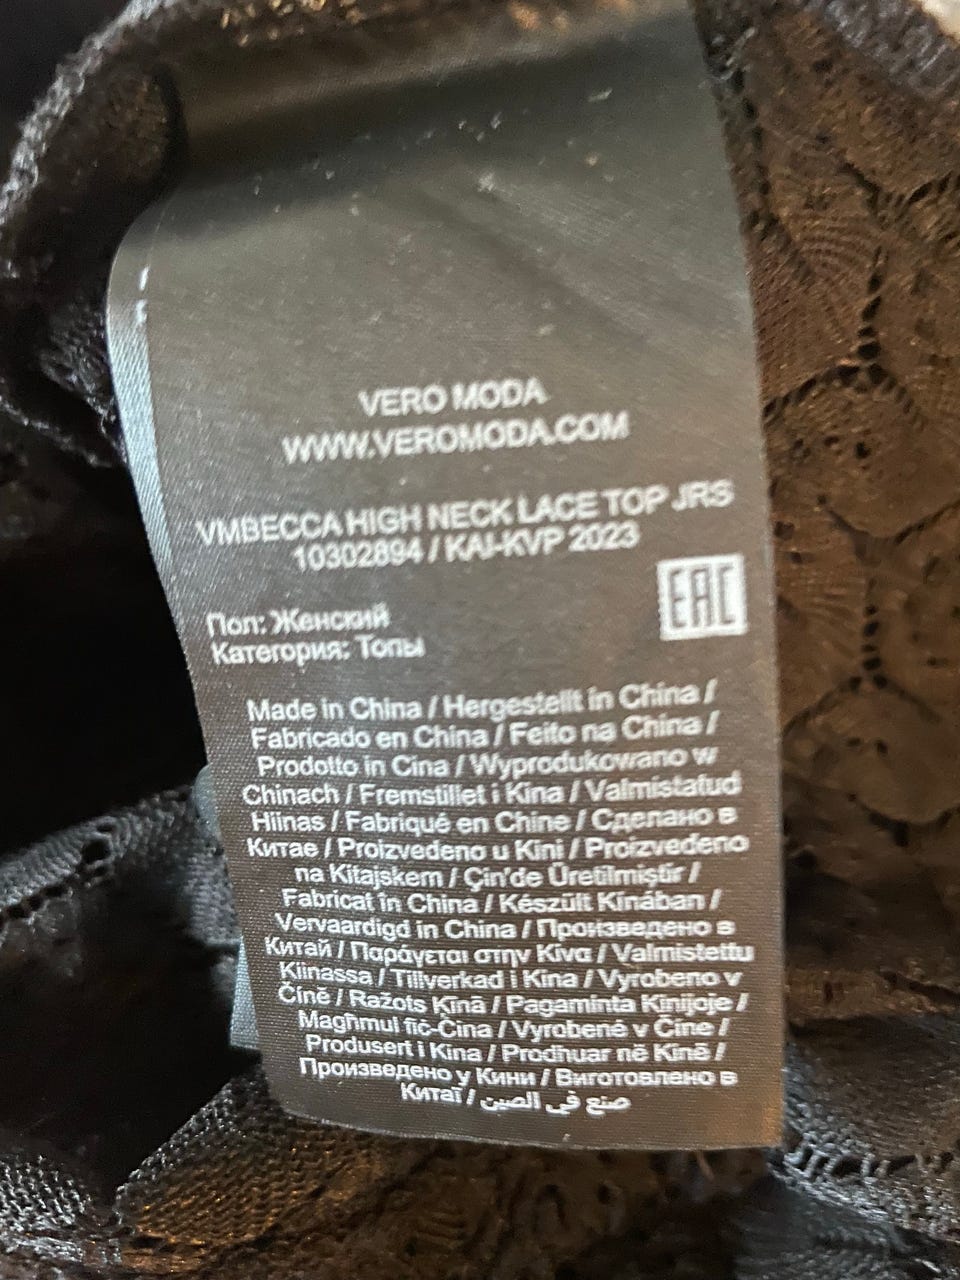 VERO MODA
WWW.VEROMODA.COM
VMBECCA HIGH NECK LACE TOP JRS
10302894 / KAI-KVP 2023
EAC
Пол: Женский
Категория: Топы
Made in China / Hergestellt in China /
Fabricado en China / Feito na China /
Prodotto in Cina / Wyprodukowano w
Chinach / Fremstillet i Kina / Valmistatud
Hiinas / Fabriqué en Chine / Сделано в
Китае / Proizvedeno u Kini / Proizvedeno
na Kitajskem / Çin'de Üretilmiştir /
Fabricat în China / Készült Kínában /
Vervaardigd in China / Произведено в
Китай / Παράγεται στην Κίνα / Valmistettu
Kiinassa / Tillverkad i Kina / Vyrobeno v
Číně / Ražots Ķīnā / Pagaminta Kinijoje /
Magħmul fiċ-Ċina / Vyrobené v Číne /
Produsert i Kina / Prodhuar në Kinë /
Произведено у Кини / Виготовлено в
Китаї / صنع في الصين